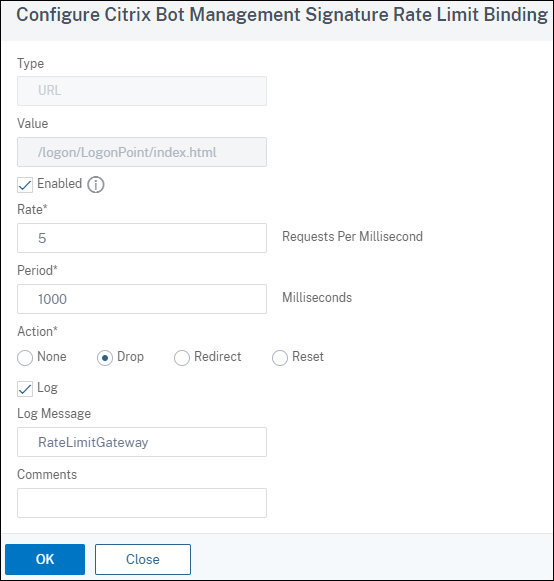 Configure Citrix Bot Management Signature Rate Limit Binding
Type
URL
Value
/logon/LogonPoint/index.html
Enabled
Rate*
5 Requests Per Millisecond
Period*
1000 Milliseconds
Action*
None Drop Redirect Reset
Log
Log Message
RateLimitGateway
Comments
OK Close